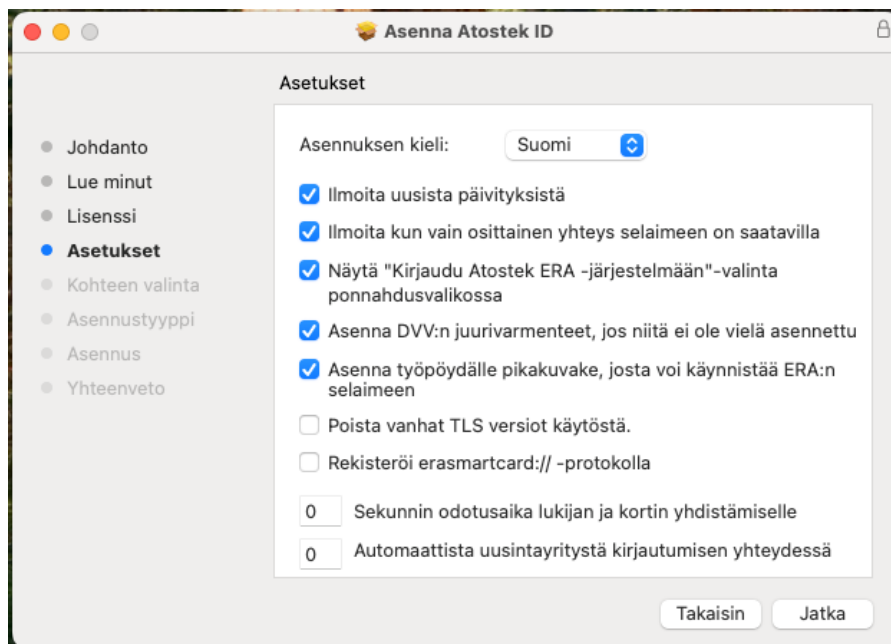 Asenna Atostek ID
Asetukset
Johdanto
Lue minut
Lisenssi
Asetukset
Kohteen valinta
Asennustyyppi
Asennus
Yhteenveto
Asennuksen kieli: Suomi
Ilmoita uusista päivityksistä
Ilmoita kun vain osittainen yhteys selaimeen on saatavilla
Näytä "Kirjaudu Atostek ERA -järjestelmään"-valinta
ponnahdusvalikossa
Asenna DVV:n juurivarmenteet, jos niitä ei ole vielä asennettu
Asenna työpöydälle pikakuvake, josta voi käynnistää ERA:n
selaimeen
Poista vanhat TLS versiot käytöstä.
Rekisteröi erasmartcard:// -protokolla
0 Sekunnin odotusaika lukijan ja kortin yhdistämiselle
0 Automaattista uusintayritystä kirjautumisen yhteydessä
Takaisin
Jatka